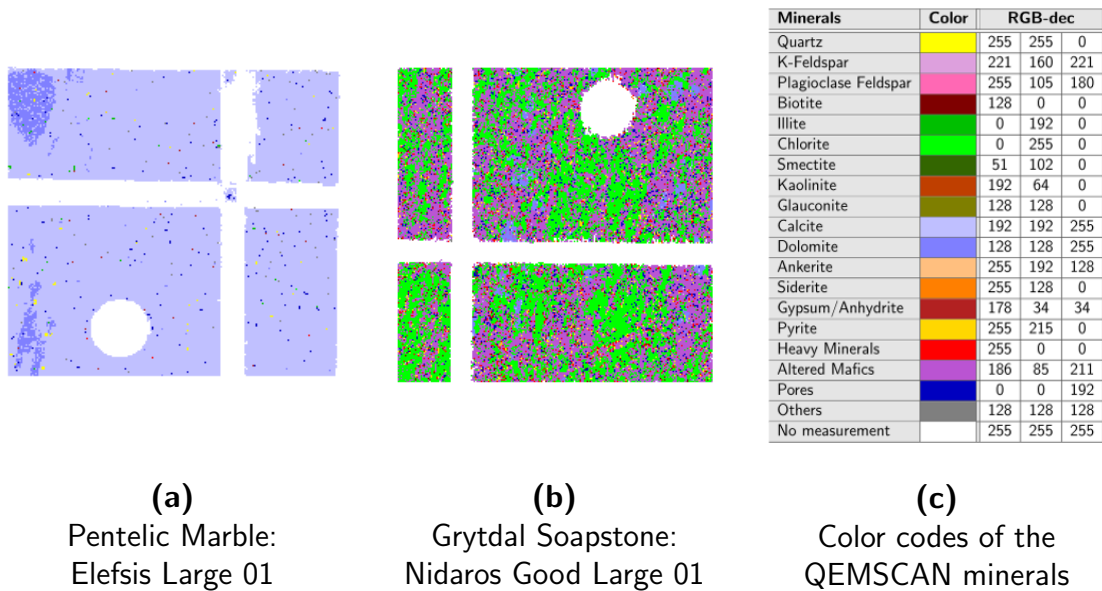 Minerals Color RGB-dec
Quartz 255 255 0
K-Feldspar 221 160 221
Plagioclase Feldspar 255 105 180
Biotite 128 0 0
Illite 0 192 0
Chlorite 0 255 0
Smectite 51 102 0
Kaolinite 192 64 0
Glauconite 128 128 0
Calcite 192 192 255
Dolomite 128 128 255
Ankerite 255 192 128
Siderite 255 128 0
Gypsum/Anhydrite 178 34 34
Pyrite 255 215 0
Heavy Minerals 255 0 0
Altered Mafics 186 85 211
Pores 0 0 192
Others 128 128 128
No measurement 255 255 255
(a)
Pentelic Marble:
Elefsis Large 01
(b)
Grytdal Soapstone:
Nidaros Good Large 01
(c)
Color codes of the
QEMSCAN minerals